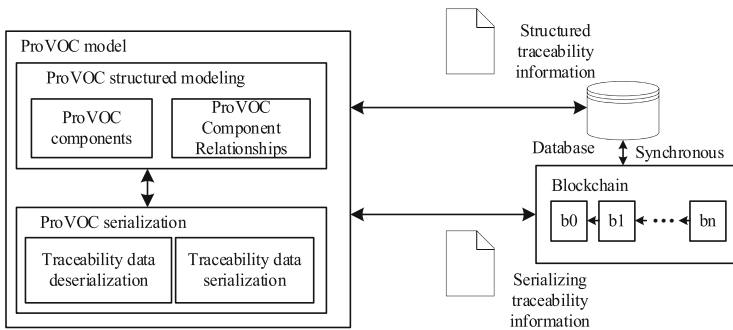 ProVOC model
ProVOC structured modeling
ProVOC
components
ProVOC
Component
Relationships
ProVOC serialization
Traceability data
deserialization
Traceability data
serialization
Structured
traceability
information
Database
Synchronous
Blockchain
b0
b1
bn
Serializing
traceability
information